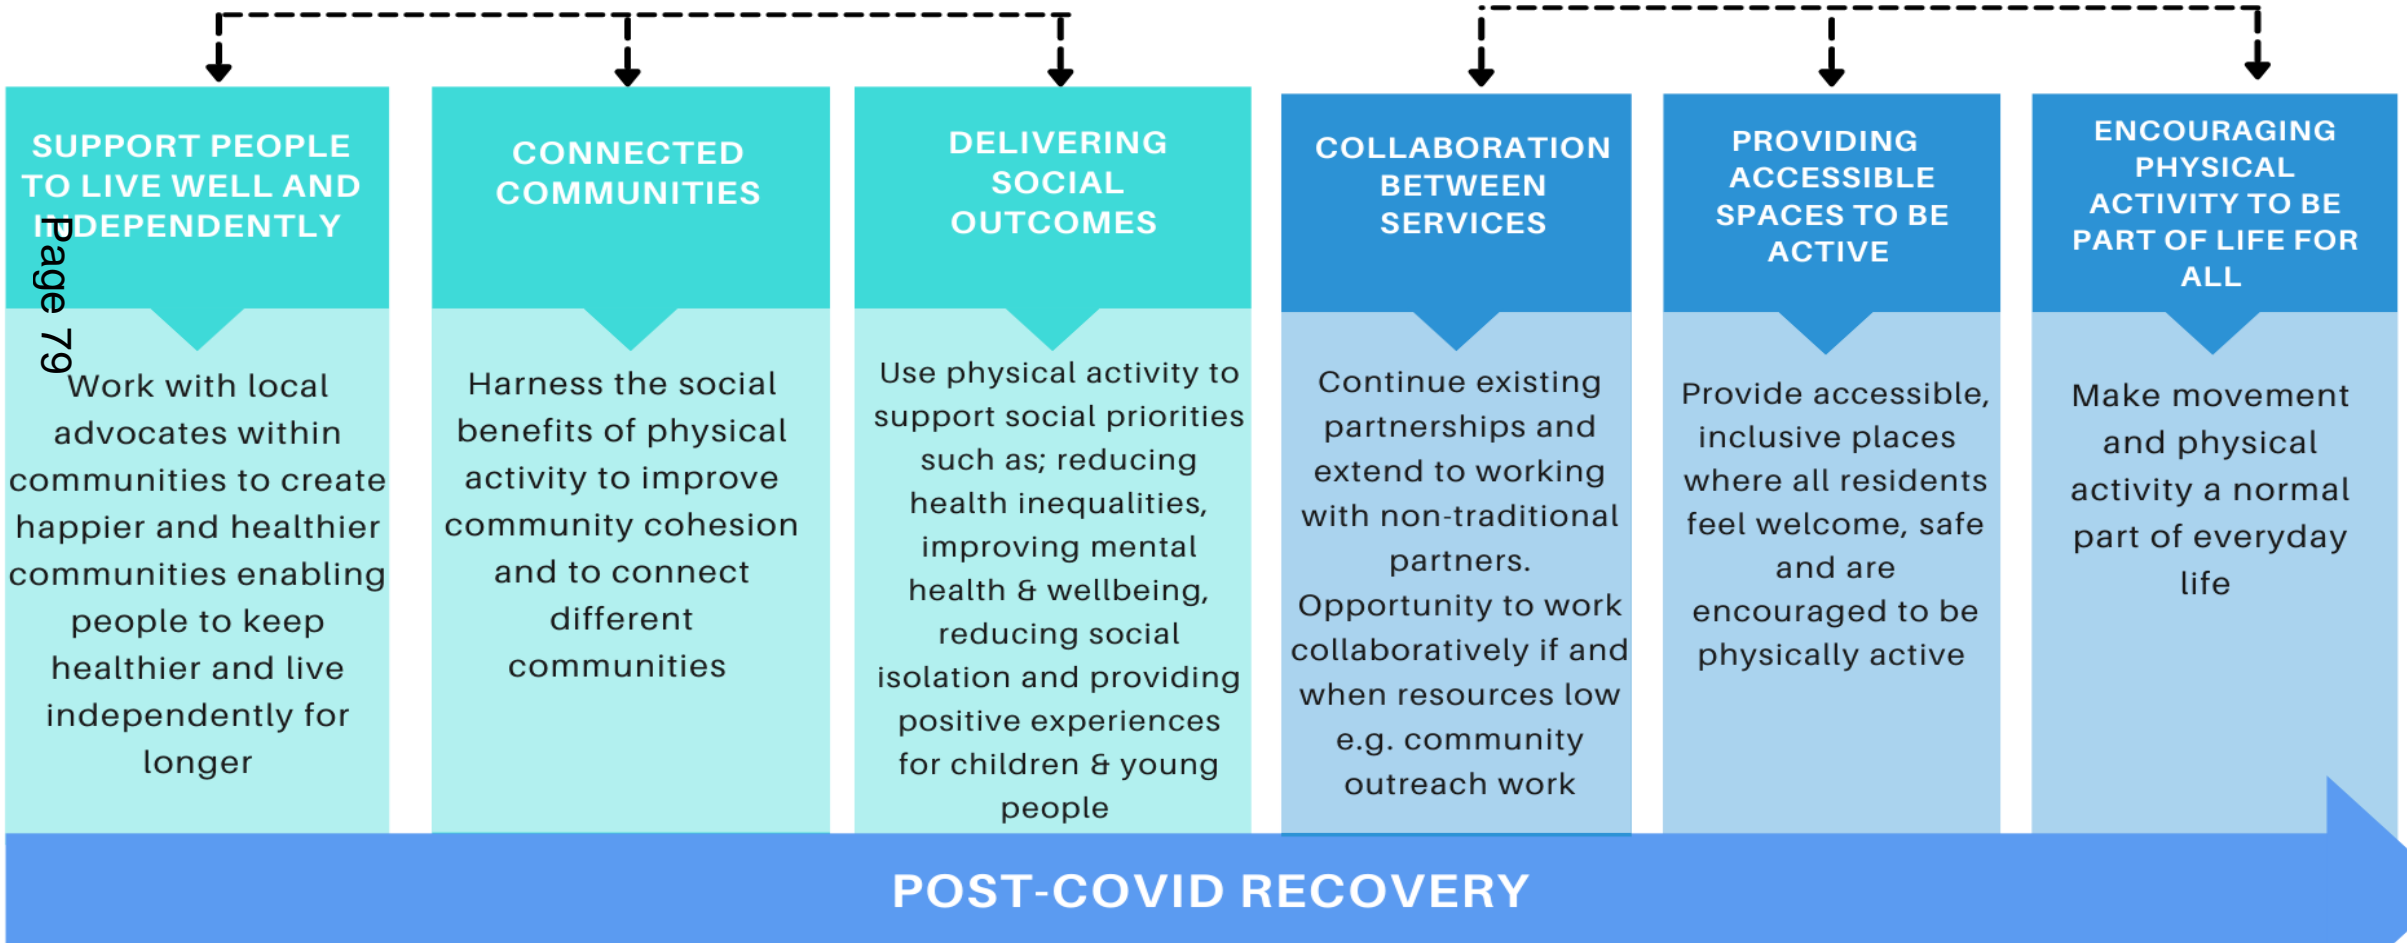 SUPPORT PEOPLE
TO LIVE WELL AND
INDEPENDENTLY
Work with local
advocates within
communities to create
happier and healthier
communities enabling
people to keep
healthier and live
independently for
longer
CONNECTED
COMMUNITIES
Harness the social
benefits of physical
activity to improve
community cohesion
and to connect
different
communities
DELIVERING
SOCIAL
OUTCOMES
Use physical activity to
support social priorities
such as; reducing
health inequalities,
improving mental
health & wellbeing,
reducing social
isolation and providing
positive experiences
for children & young
people
COLLABORATION
BETWEEN
SERVICES
Continue existing
partnerships and
extend to working
with non-traditional
partners.
Opportunity to work
collaboratively if and
when resources low
e.g. community
outreach work
PROVIDING
ACCESSIBLE
SPACES TO BE
ACTIVE
Provide accessible,
inclusive places
where all residents
feel welcome, safe
and are
encouraged to be
physically active
ENCOURAGING
PHYSICAL
ACTIVITY TO BE
PART OF LIFE FOR
ALL
Make movement
and physical
activity a normal
part of everyday
life
POST-COVID RECOVERY
Page 79